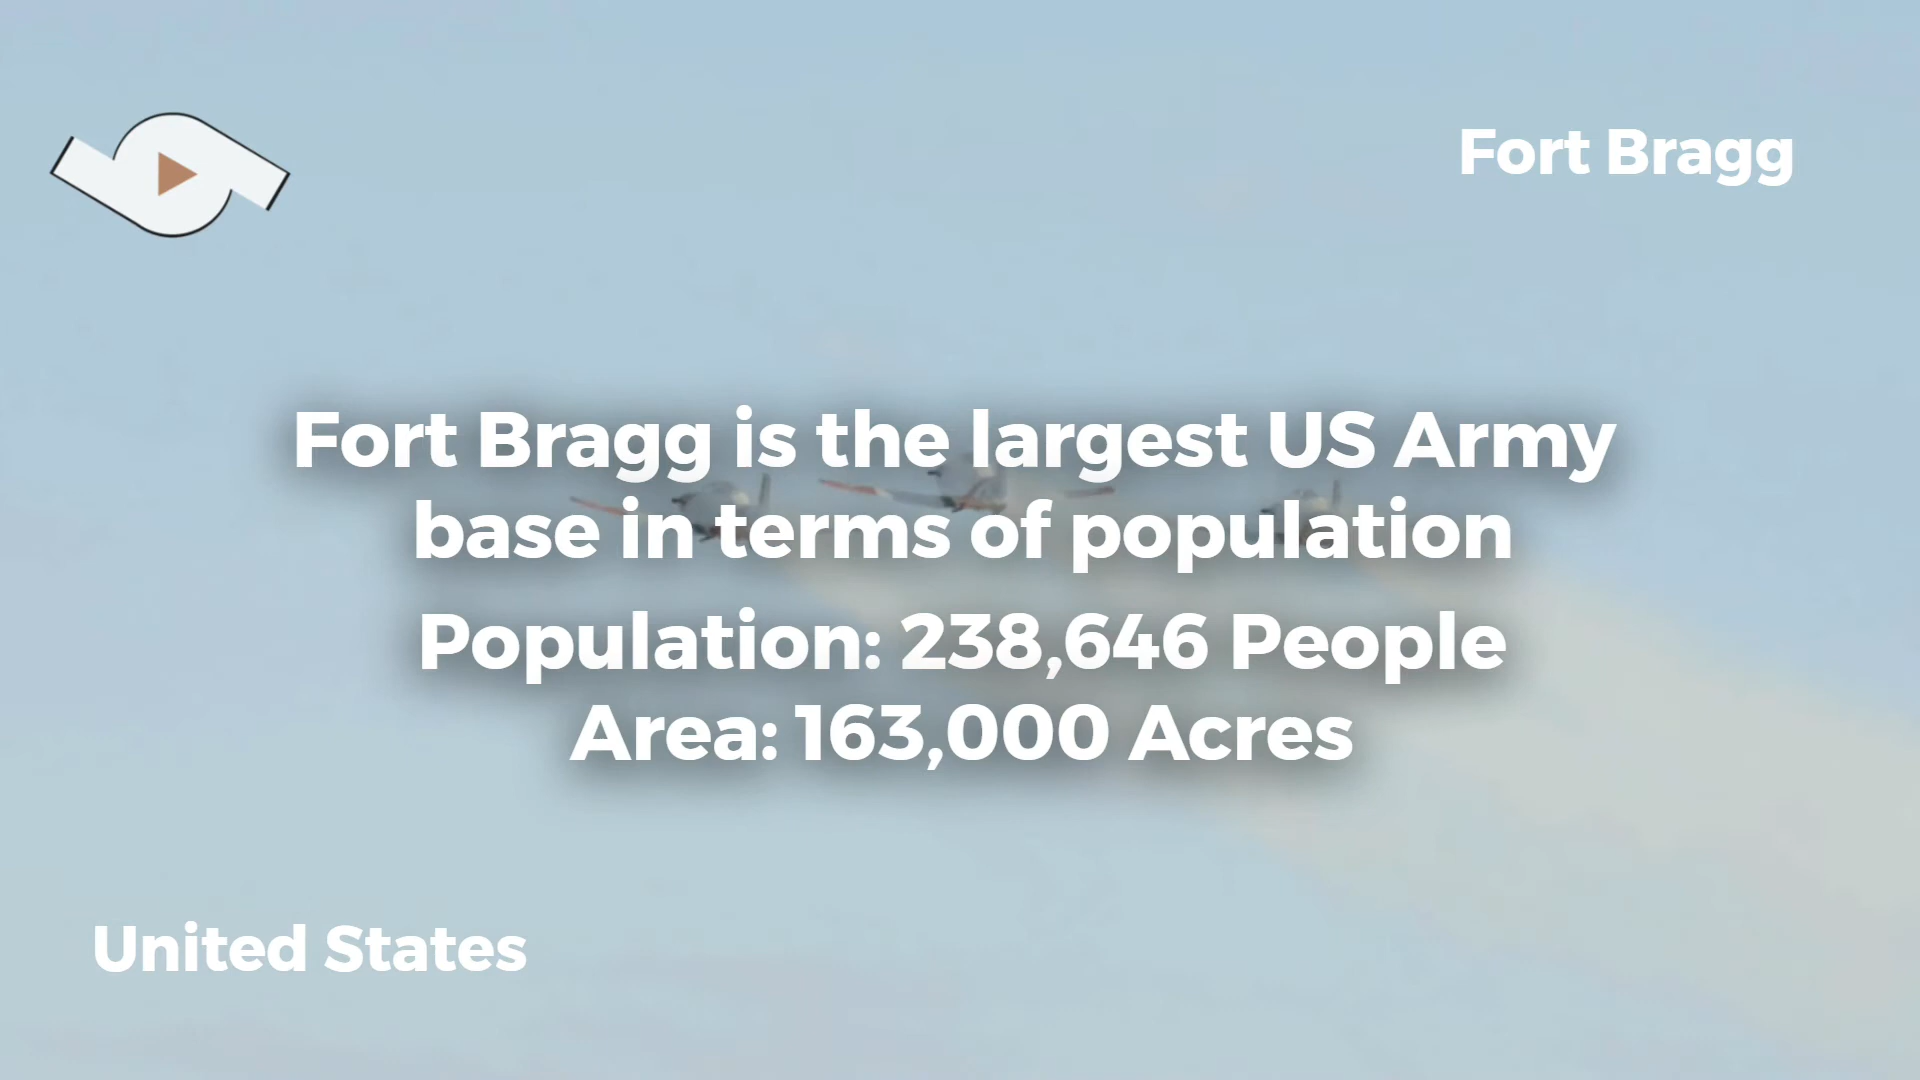 Fort Bragg
Fort Bragg is the largest US Army
base in terms of population
Population: 238,646 People
Area: 163,000 Acres
United States